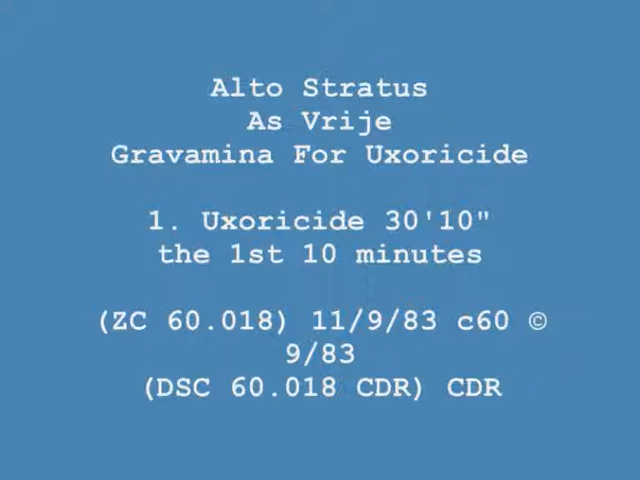 Alto Stratus
As Vrije
Gravamina For Uxoricide
1. Uxoricide 30'10"
the 1st 10 minutes
(ZC 60.018) 11/9/83 c60 ©
9/83
(DSC 60.018 CDR) CDR